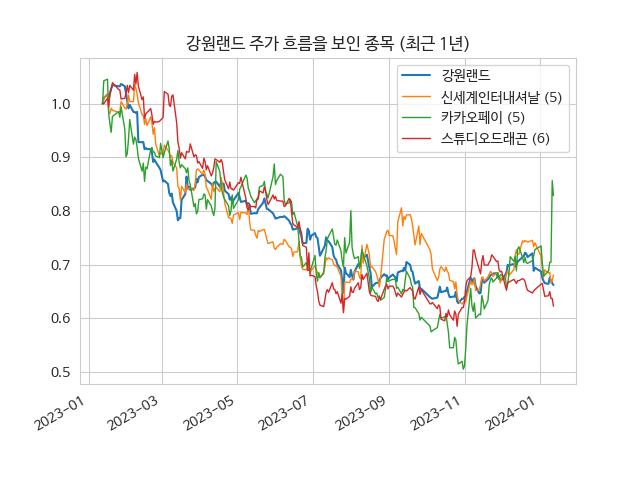 강원랜드 주가 흐름을 보인 종목 (최근 1년)
강원랜드
신세계인터내셔날 (5)
카카오페이 (5)
스튜디오드래곤 (6)
1.0
0.9
0.8
0.7
0.6
0.5
2023-01
2023-03
2023-05
2023-07
2023-09
2023-11
2024-01